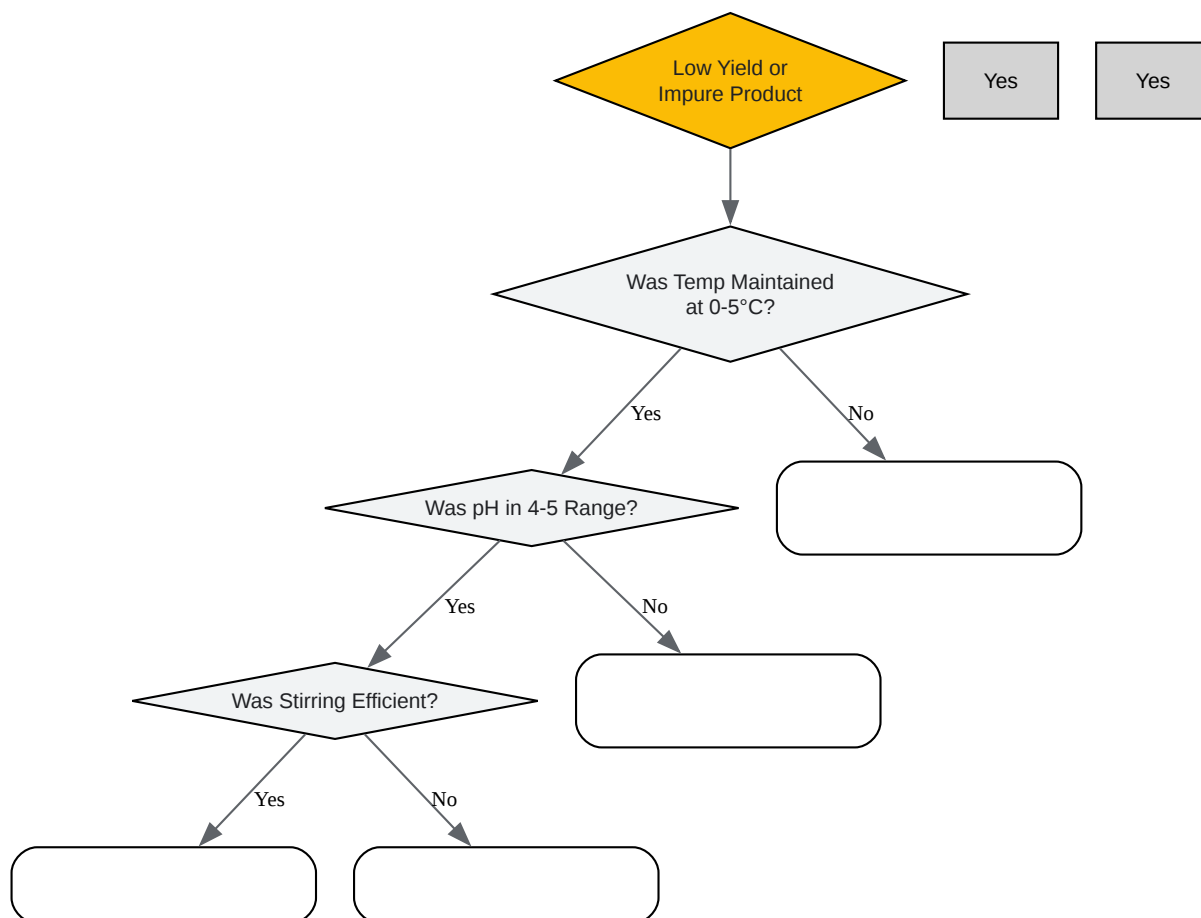 Low Yield or
Impure Product
Yes
Yes
Was Temp Maintained
at 0-5°C?
Yes
No
Was pH in 4-5 Range?
Yes
No
Was Stirring Efficient?
Yes
No